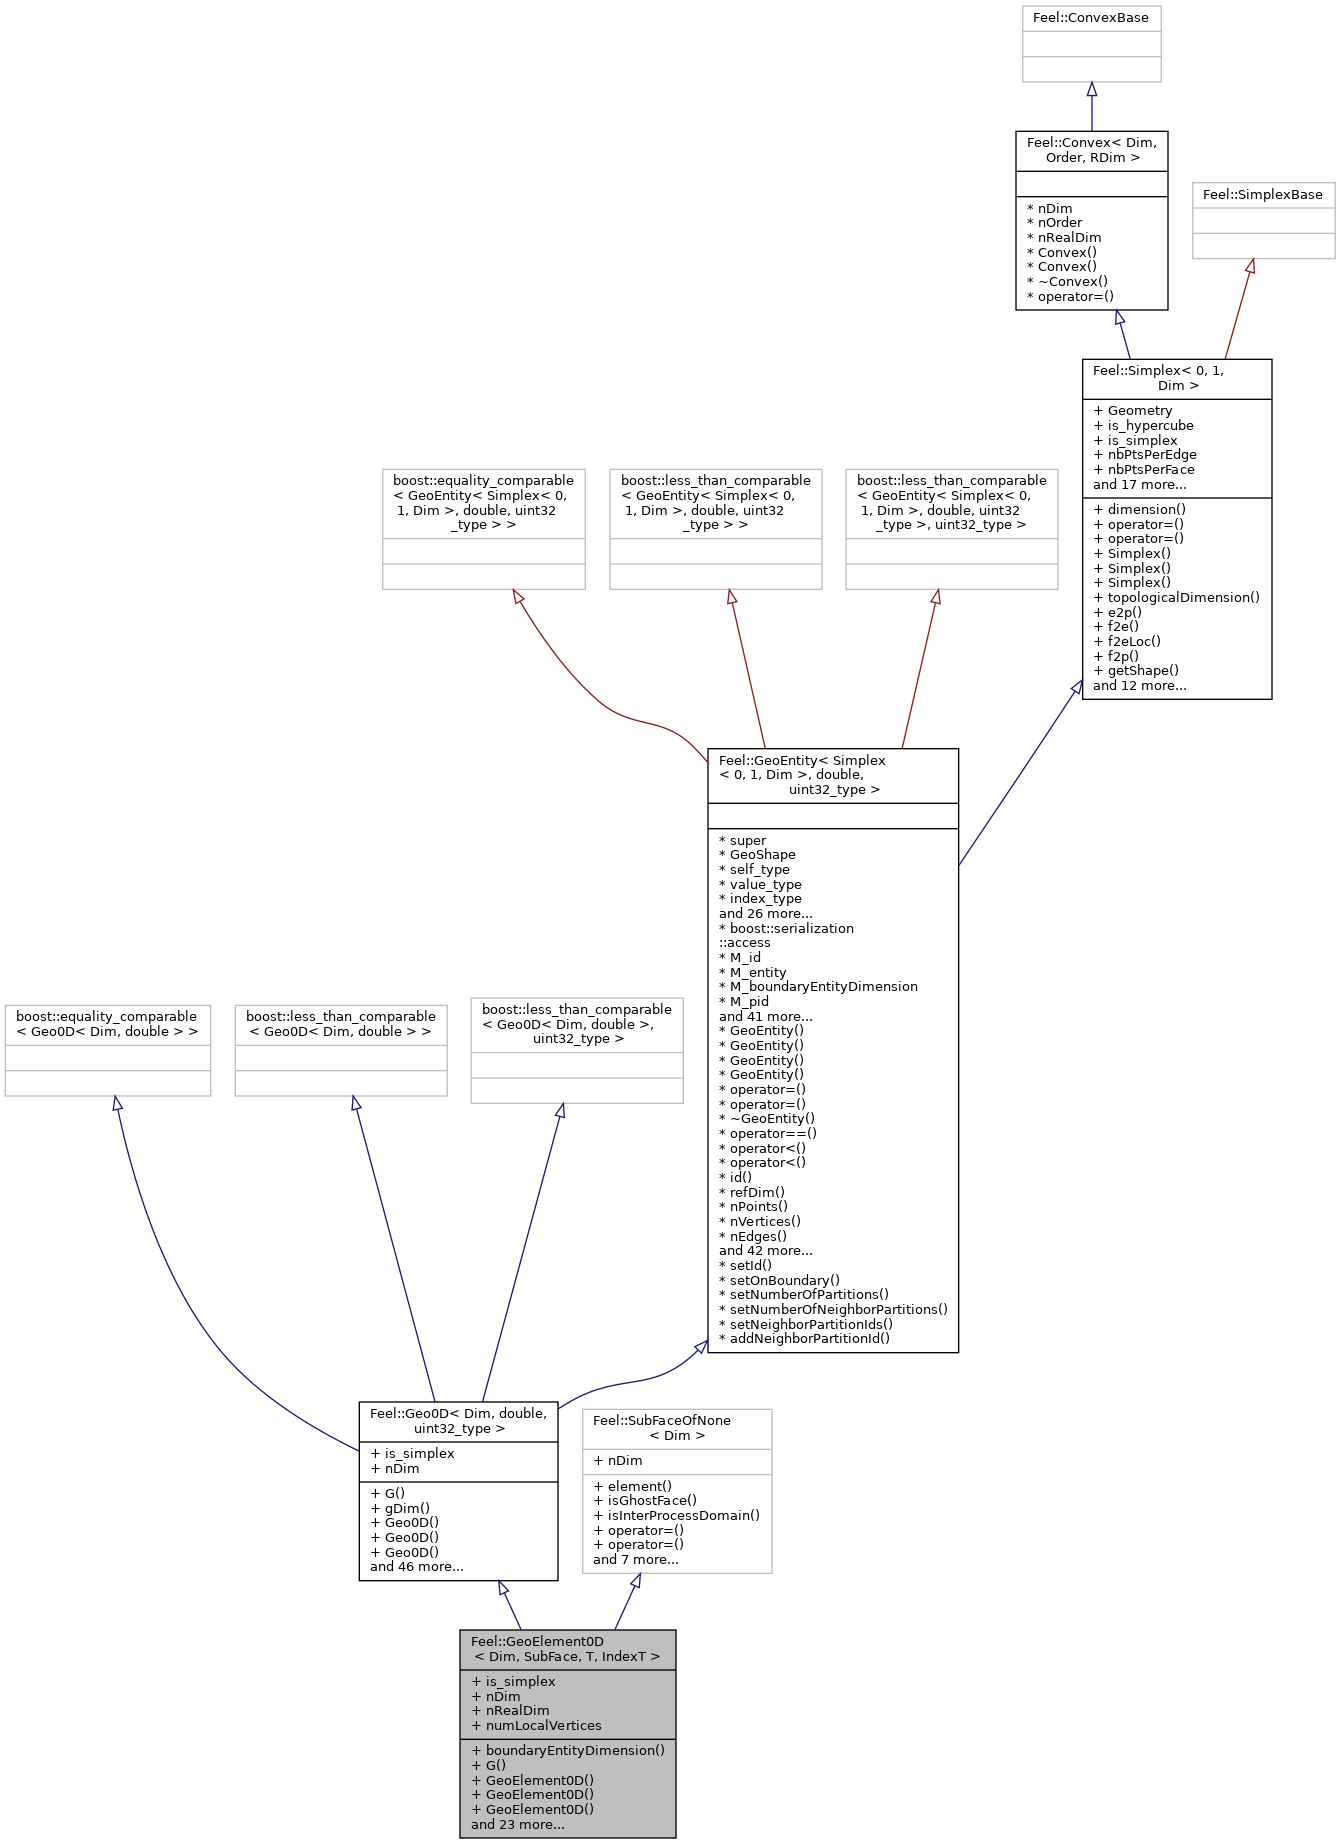 Feel::ConvexBase
Feel::Convex< Dim,
Order, RDim >
* nDim
* nOrder
* nRealDim
* Convex()
* Convex()
* ~Convex()
* operator=()
Feel::SimplexBase
Feel::Simplex< 0, 1,
Dim >
+ Geometry
+ is_hypercube
+ is_simplex
+ nbPtsPerEdge
+ nbPtsPerFace
and 17 more...
+ dimension()
+ operator=()
+ operator=()
+ Simplex()
+ Simplex()
+ Simplex()
+ topologicalDimension()
+ e2p()
+ f2e()
+ f2eLoc()
+ f2p()
+ getShape()
and 12 more...
boost::equality_comparable
< GeoEntity< Simplex< 0,
1, Dim >, double, uint32
_type > >
boost::less_than_comparable
< GeoEntity< Simplex< 0,
1, Dim >, double, uint32
_type > >
boost::less_than_comparable
< GeoEntity< Simplex< 0,
1, Dim >, double, uint32
_type >, uint32_type >
Feel::GeoEntity< Simplex
< 0, 1, Dim >, double,
uint32_type >
* super
* GeoShape
* self_type
* value_type
* index_type
and 26 more...
* boost::serialization
::access
* M_id
* M_entity
* M_boundaryEntityDimension
* M_pid
and 41 more...
* GeoEntity()
* GeoEntity()
* GeoEntity()
* GeoEntity()
* operator=()
* operator=()
* ~GeoEntity()
* operator==()
* operator<()
* operator<()
* id()
* refDim()
* nPoints()
* nVertices()
* nEdges()
and 42 more...
* setId()
* setOnBoundary()
* setNumberOfPartitions()
* setNumberOfNeighborPartitions()
* setNeighborPartitionIds()
* addNeighborPartitionId()
boost::equality_comparable
< Geo0D< Dim, double > >
boost::less_than_comparable
< Geo0D< Dim, double > >
boost::less_than_comparable
< Geo0D< Dim, double >,
uint32_type >
Feel::Geo0D< Dim, double,
uint32_type >
+ is_simplex
+ nDim
+ G()
+ gDim()
+ Geo0D()
+ Geo0D()
+ Geo0D()
and 46 more...
Feel::SubFaceOfNone
< Dim >
+ nDim
+ element()
+ isGhostFace()
+ isInterProcessDomain()
+ operator=()
+ operator=()
and 7 more...
Feel::GeoElement0D
< Dim, SubFace, T, IndexT >
+ is_simplex
+ nDim
+ nRealDim
+ numLocalVertices
+ boundaryEntityDimension()
+ G()
+ GeoElement0D()
+ GeoElement0D()
+ GeoElement0D()
and 23 more...